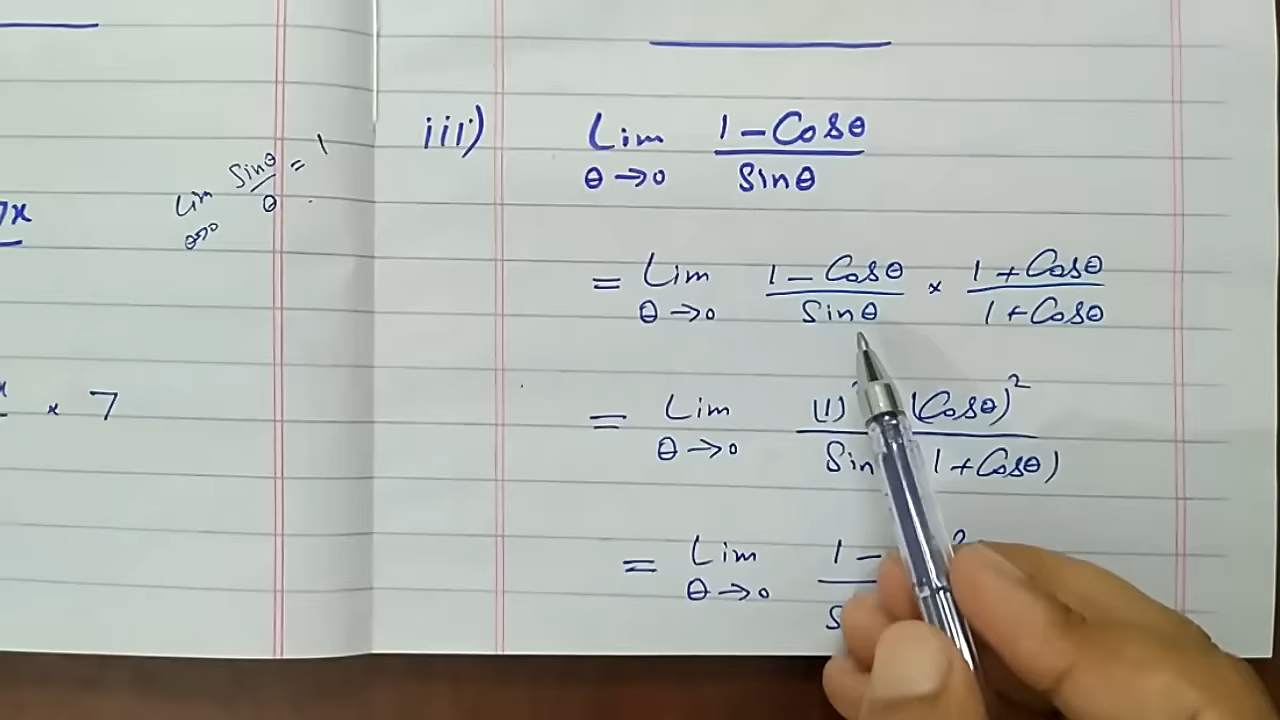 7x
Lim Sinθ/θ = 1
θ→0
× 7
iii) Lim 1 - Cosθ / Sinθ
θ→0
= Lim 1 - Cosθ / Sinθ × 1 + Cosθ / 1 + Cosθ
θ→0
= Lim (1) (Cosθ)² / Sin 1 + Cosθ)
θ→0
= Lim 1 - ² / S
θ→0